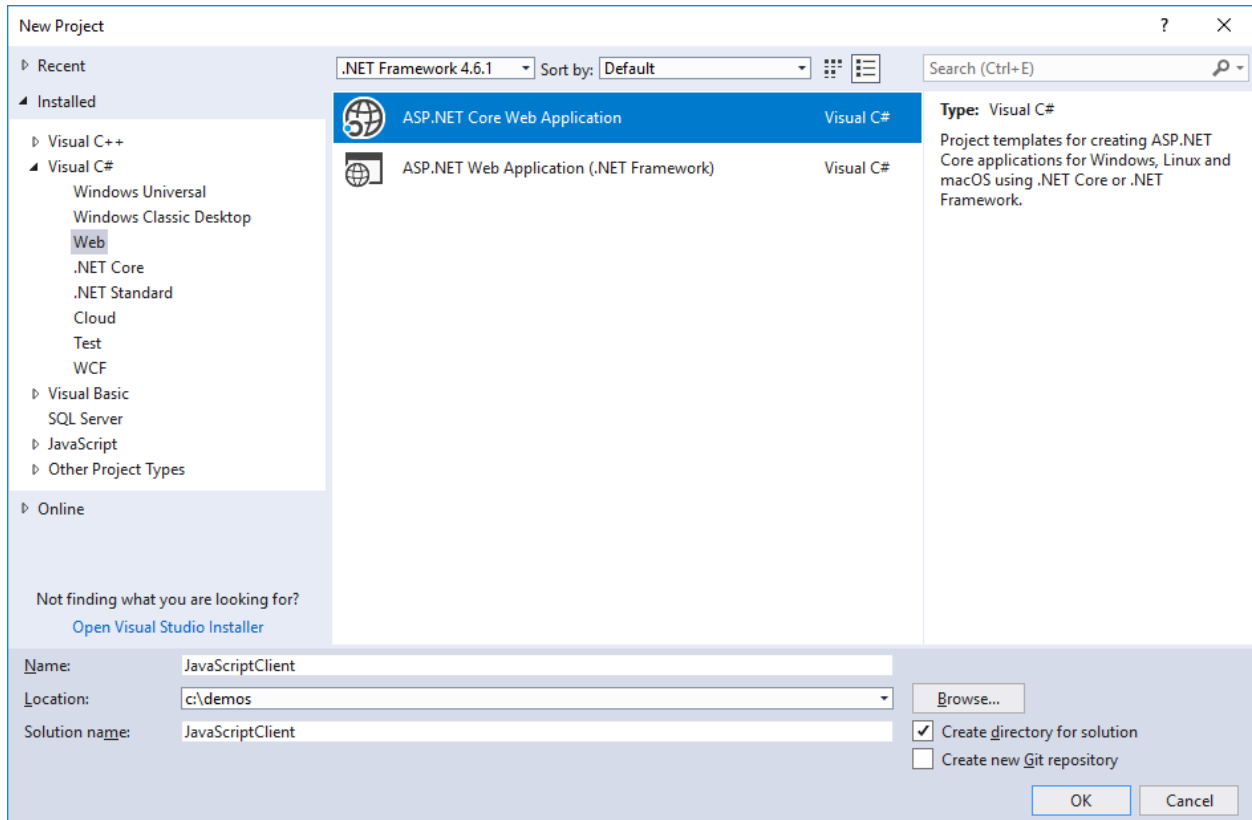 New Project
?
Recent
Installed
Visual C++
Visual C#
Windows Universal
Windows Classic Desktop
Web
.NET Core
.NET Standard
Cloud
Test
WCF
Visual Basic
SQL Server
JavaScript
Other Project Types
Online
Not finding what you are looking for?
Open Visual Studio Installer
.NET Framework 4.6.1 Sort by: Default
ASP.NET Core Web Application Visual C#
ASP.NET Web Application (.NET Framework) Visual C#
Search (Ctrl+E)
Type: Visual C#
Project templates for creating ASP.NET
Core applications for Windows, Linux and
macOS using .NET Core or .NET
Framework.
Name: JavaScriptClient
Location: c:\demos Browse...
Solution name: JavaScriptClient
Create directory for solution
Create new Git repository
OK Cancel